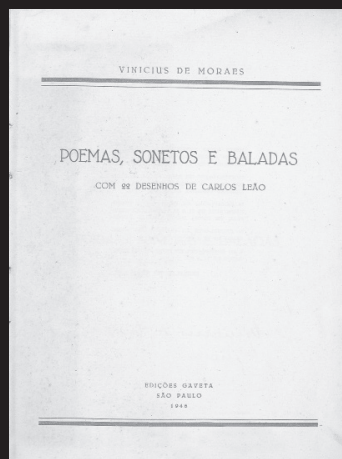 VINICIUS DE MORAES
POEMAS, SONETOS E BALADAS
COM 22 DESENHOS DE CARLOS LEÃO
EDIÇÕES GAVETA
SÃO PAULO
1946